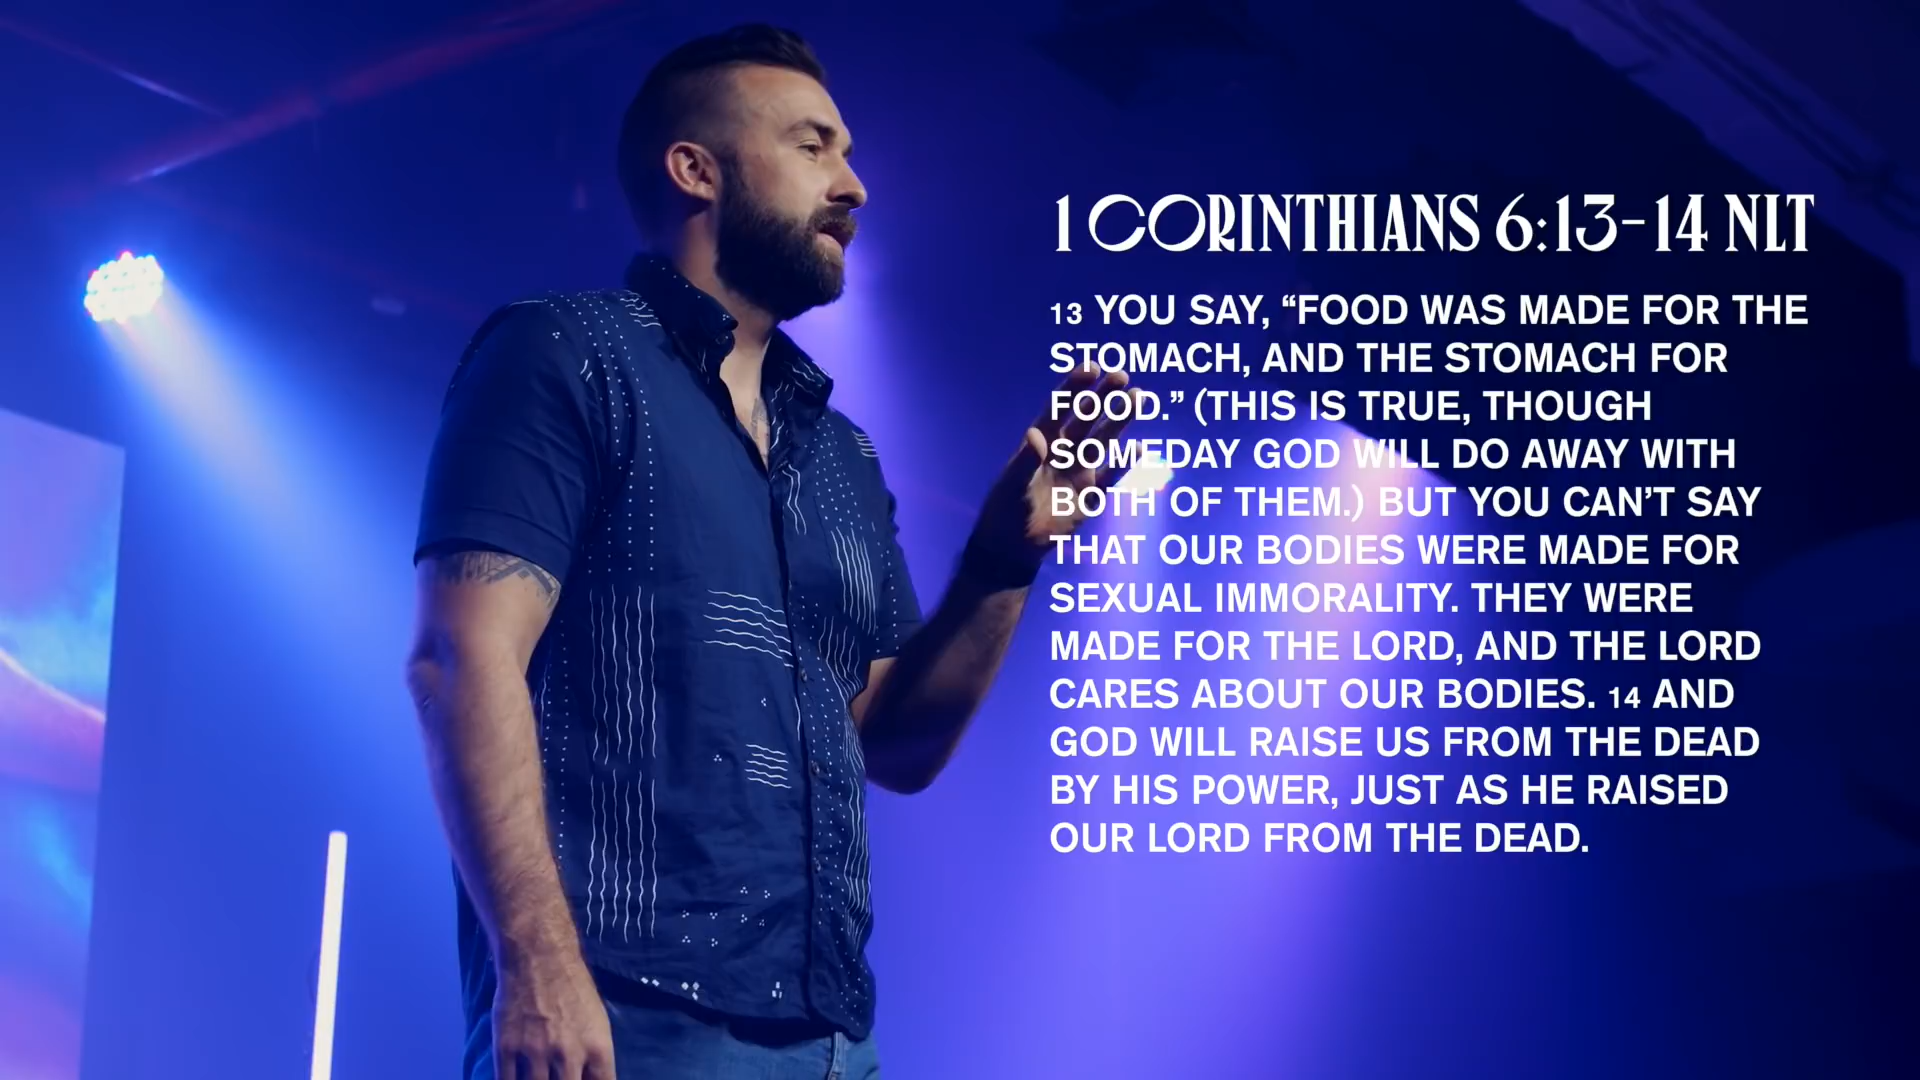 1 CORINTHIANS 6:13-14 NLT
13 YOU SAY, “FOOD WAS MADE FOR THE
STOMACH, AND THE STOMACH FOR
FOOD.” (THIS IS TRUE, THOUGH
SOMEDAY GOD WILL DO AWAY WITH
BOTH OF THEM.) BUT YOU CAN’T SAY
THAT OUR BODIES WERE MADE FOR
SEXUAL IMMORALITY. THEY WERE
MADE FOR THE LORD, AND THE LORD
CARES ABOUT OUR BODIES. 14 AND
GOD WILL RAISE US FROM THE DEAD
BY HIS POWER, JUST AS HE RAISED
OUR LORD FROM THE DEAD.